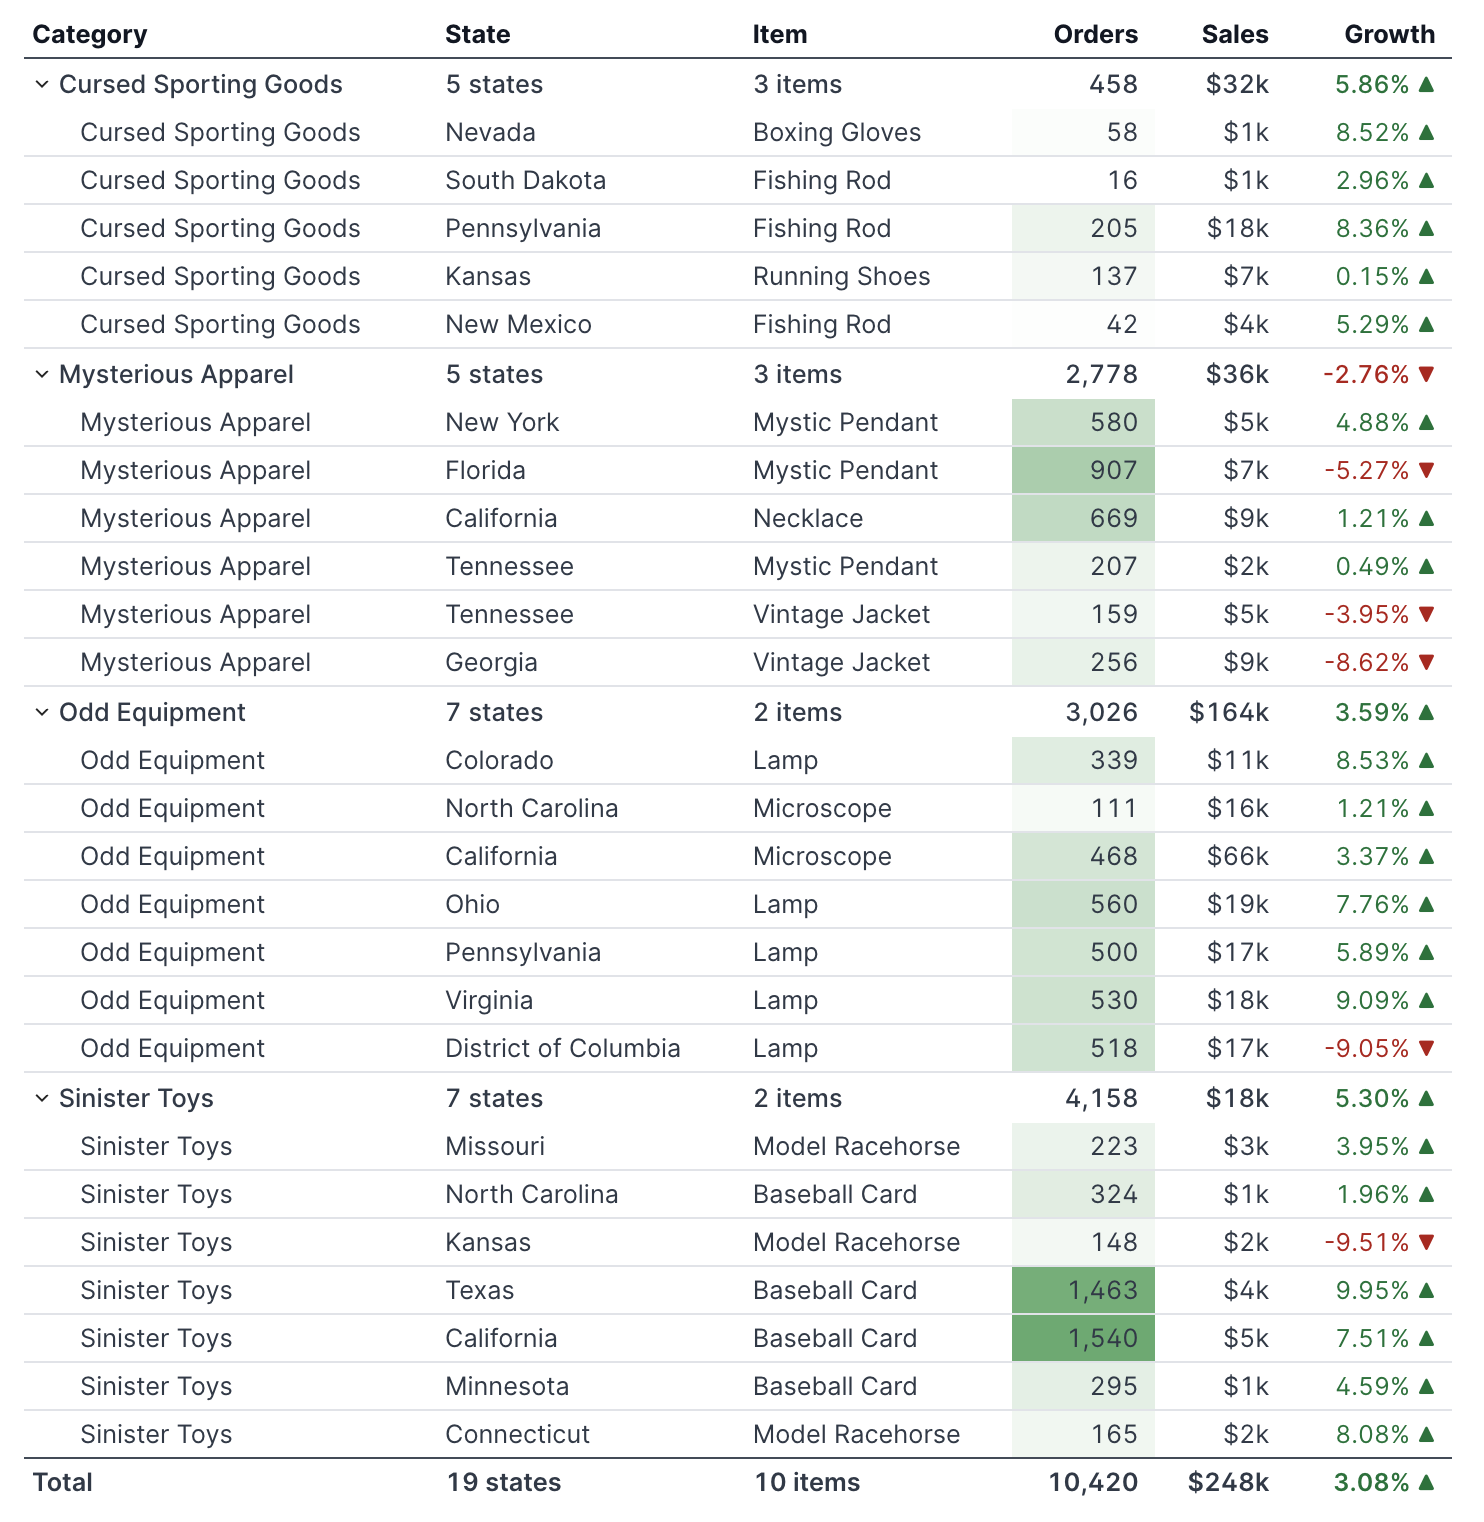 Category State Item Orders Sales Growth
Cursed Sporting Goods 5 states 3 items 458 $32k 5.86% ▲
Cursed Sporting Goods Nevada Boxing Gloves 58 $1k 8.52% ▲
Cursed Sporting Goods South Dakota Fishing Rod 16 $1k 2.96% ▲
Cursed Sporting Goods Pennsylvania Fishing Rod 205 $18k 8.36% ▲
Cursed Sporting Goods Kansas Running Shoes 137 $7k 0.15% ▲
Cursed Sporting Goods New Mexico Fishing Rod 42 $4k 5.29% ▲
Mysterious Apparel 5 states 3 items 2,778 $36k -2.76% ▼
Mysterious Apparel New York Mystic Pendant 580 $5k 4.88% ▲
Mysterious Apparel Florida Mystic Pendant 907 $7k -5.27% ▼
Mysterious Apparel California Necklace 669 $9k 1.21% ▲
Mysterious Apparel Tennessee Mystic Pendant 207 $2k 0.49% ▲
Mysterious Apparel Tennessee Vintage Jacket 159 $5k -3.95% ▼
Mysterious Apparel Georgia Vintage Jacket 256 $9k -8.62% ▼
Odd Equipment 7 states 2 items 3,026 $164k 3.59% ▲
Odd Equipment Colorado Lamp 339 $11k 8.53% ▲
Odd Equipment North Carolina Microscope 111 $16k 1.21% ▲
Odd Equipment California Microscope 468 $66k 3.37% ▲
Odd Equipment Ohio Lamp 560 $19k 7.76% ▲
Odd Equipment Pennsylvania Lamp 500 $17k 5.89% ▲
Odd Equipment Virginia Lamp 530 $18k 9.09% ▲
Odd Equipment District of Columbia Lamp 518 $17k -9.05% ▼
Sinister Toys 7 states 2 items 4,158 $18k 5.30% ▲
Sinister Toys Missouri Model Racehorse 223 $3k 3.95% ▲
Sinister Toys North Carolina Baseball Card 324 $1k 1.96% ▲
Sinister Toys Kansas Model Racehorse 148 $2k -9.51% ▼
Sinister Toys Texas Baseball Card 1,463 $4k 9.95% ▲
Sinister Toys California Baseball Card 1,540 $5k 7.51% ▲
Sinister Toys Minnesota Baseball Card 295 $1k 4.59% ▲
Sinister Toys Connecticut Model Racehorse 165 $2k 8.08% ▲
Total 19 states 10 items 10,420 $248k 3.08% ▲